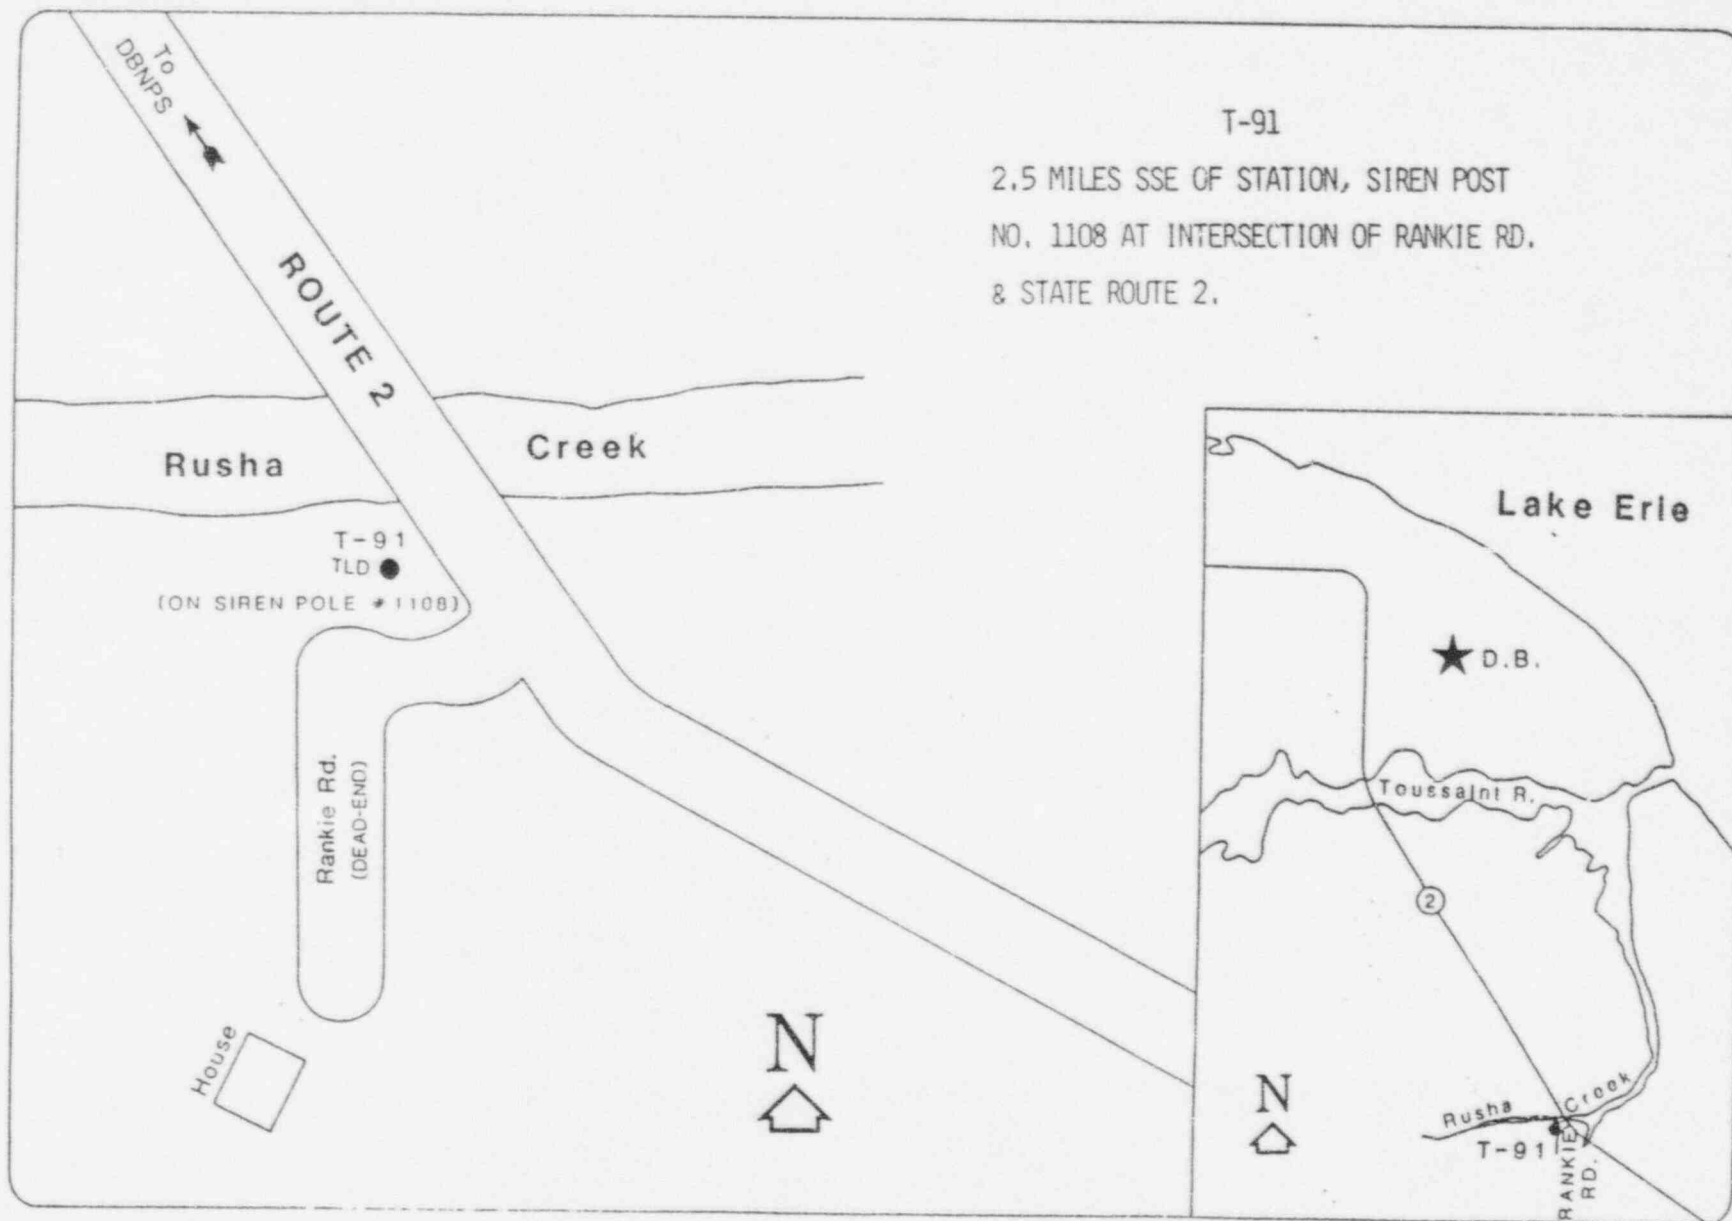 To
DBNPS
T-91
2.5 MILES SSE OF STATION, SIREN POST
NO. 1108 AT INTERSECTION OF RANKIE RD.
& STATE ROUTE 2.
ROUTE 2
Rusha Creek
T-91
TLD
(ON SIREN POLE # 1108)
Rankie Rd.
(DEAD-END)
House
N
Lake Erie
D.B.
Toussaint R.
2
N
Rusha Creek
T-91
RANKIE
RD.